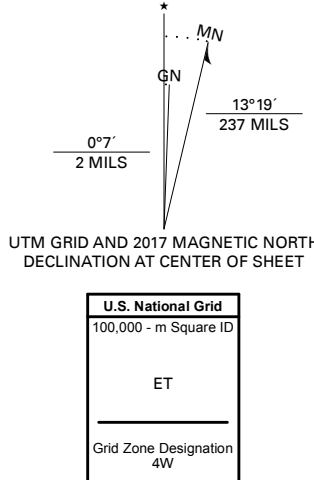 ★
MN
GN
13°19´
237 MILS
0°7´
2 MILS
UTM GRID AND 2017 MAGNETIC NORTH
DECLINATION AT CENTER OF SHEET
U.S. National Grid
100,000 - m Square ID
ET
Grid Zone Designation
4W